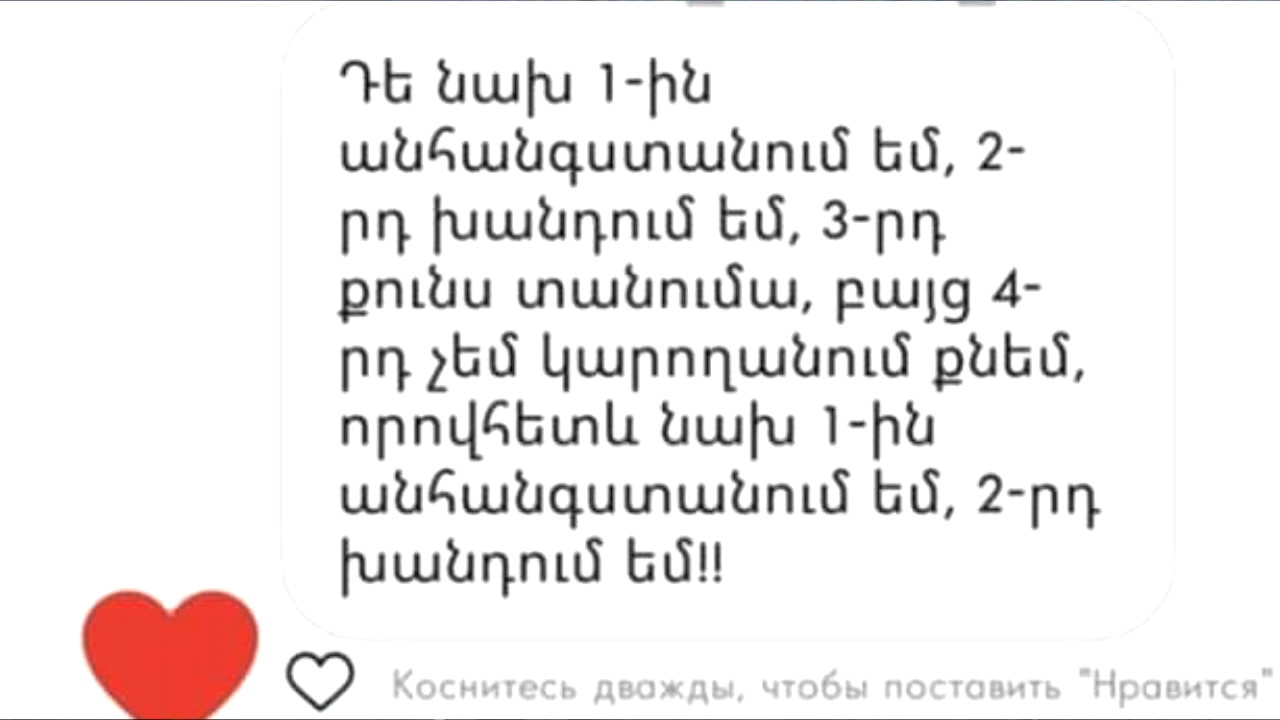 Դե նախ 1-ին
անհանգստանում եմ, 2-
րդ խանդում եմ, 3-րդ
քունս տանումա, բայց 4-
րդ չեմ կարողանում քնեմ,
որովհետև նախ 1-ին
անհանգստանում եմ, 2-րդ
խանդում եմ!!
Коснитесь дважды, чтобы поставить "Нравится"